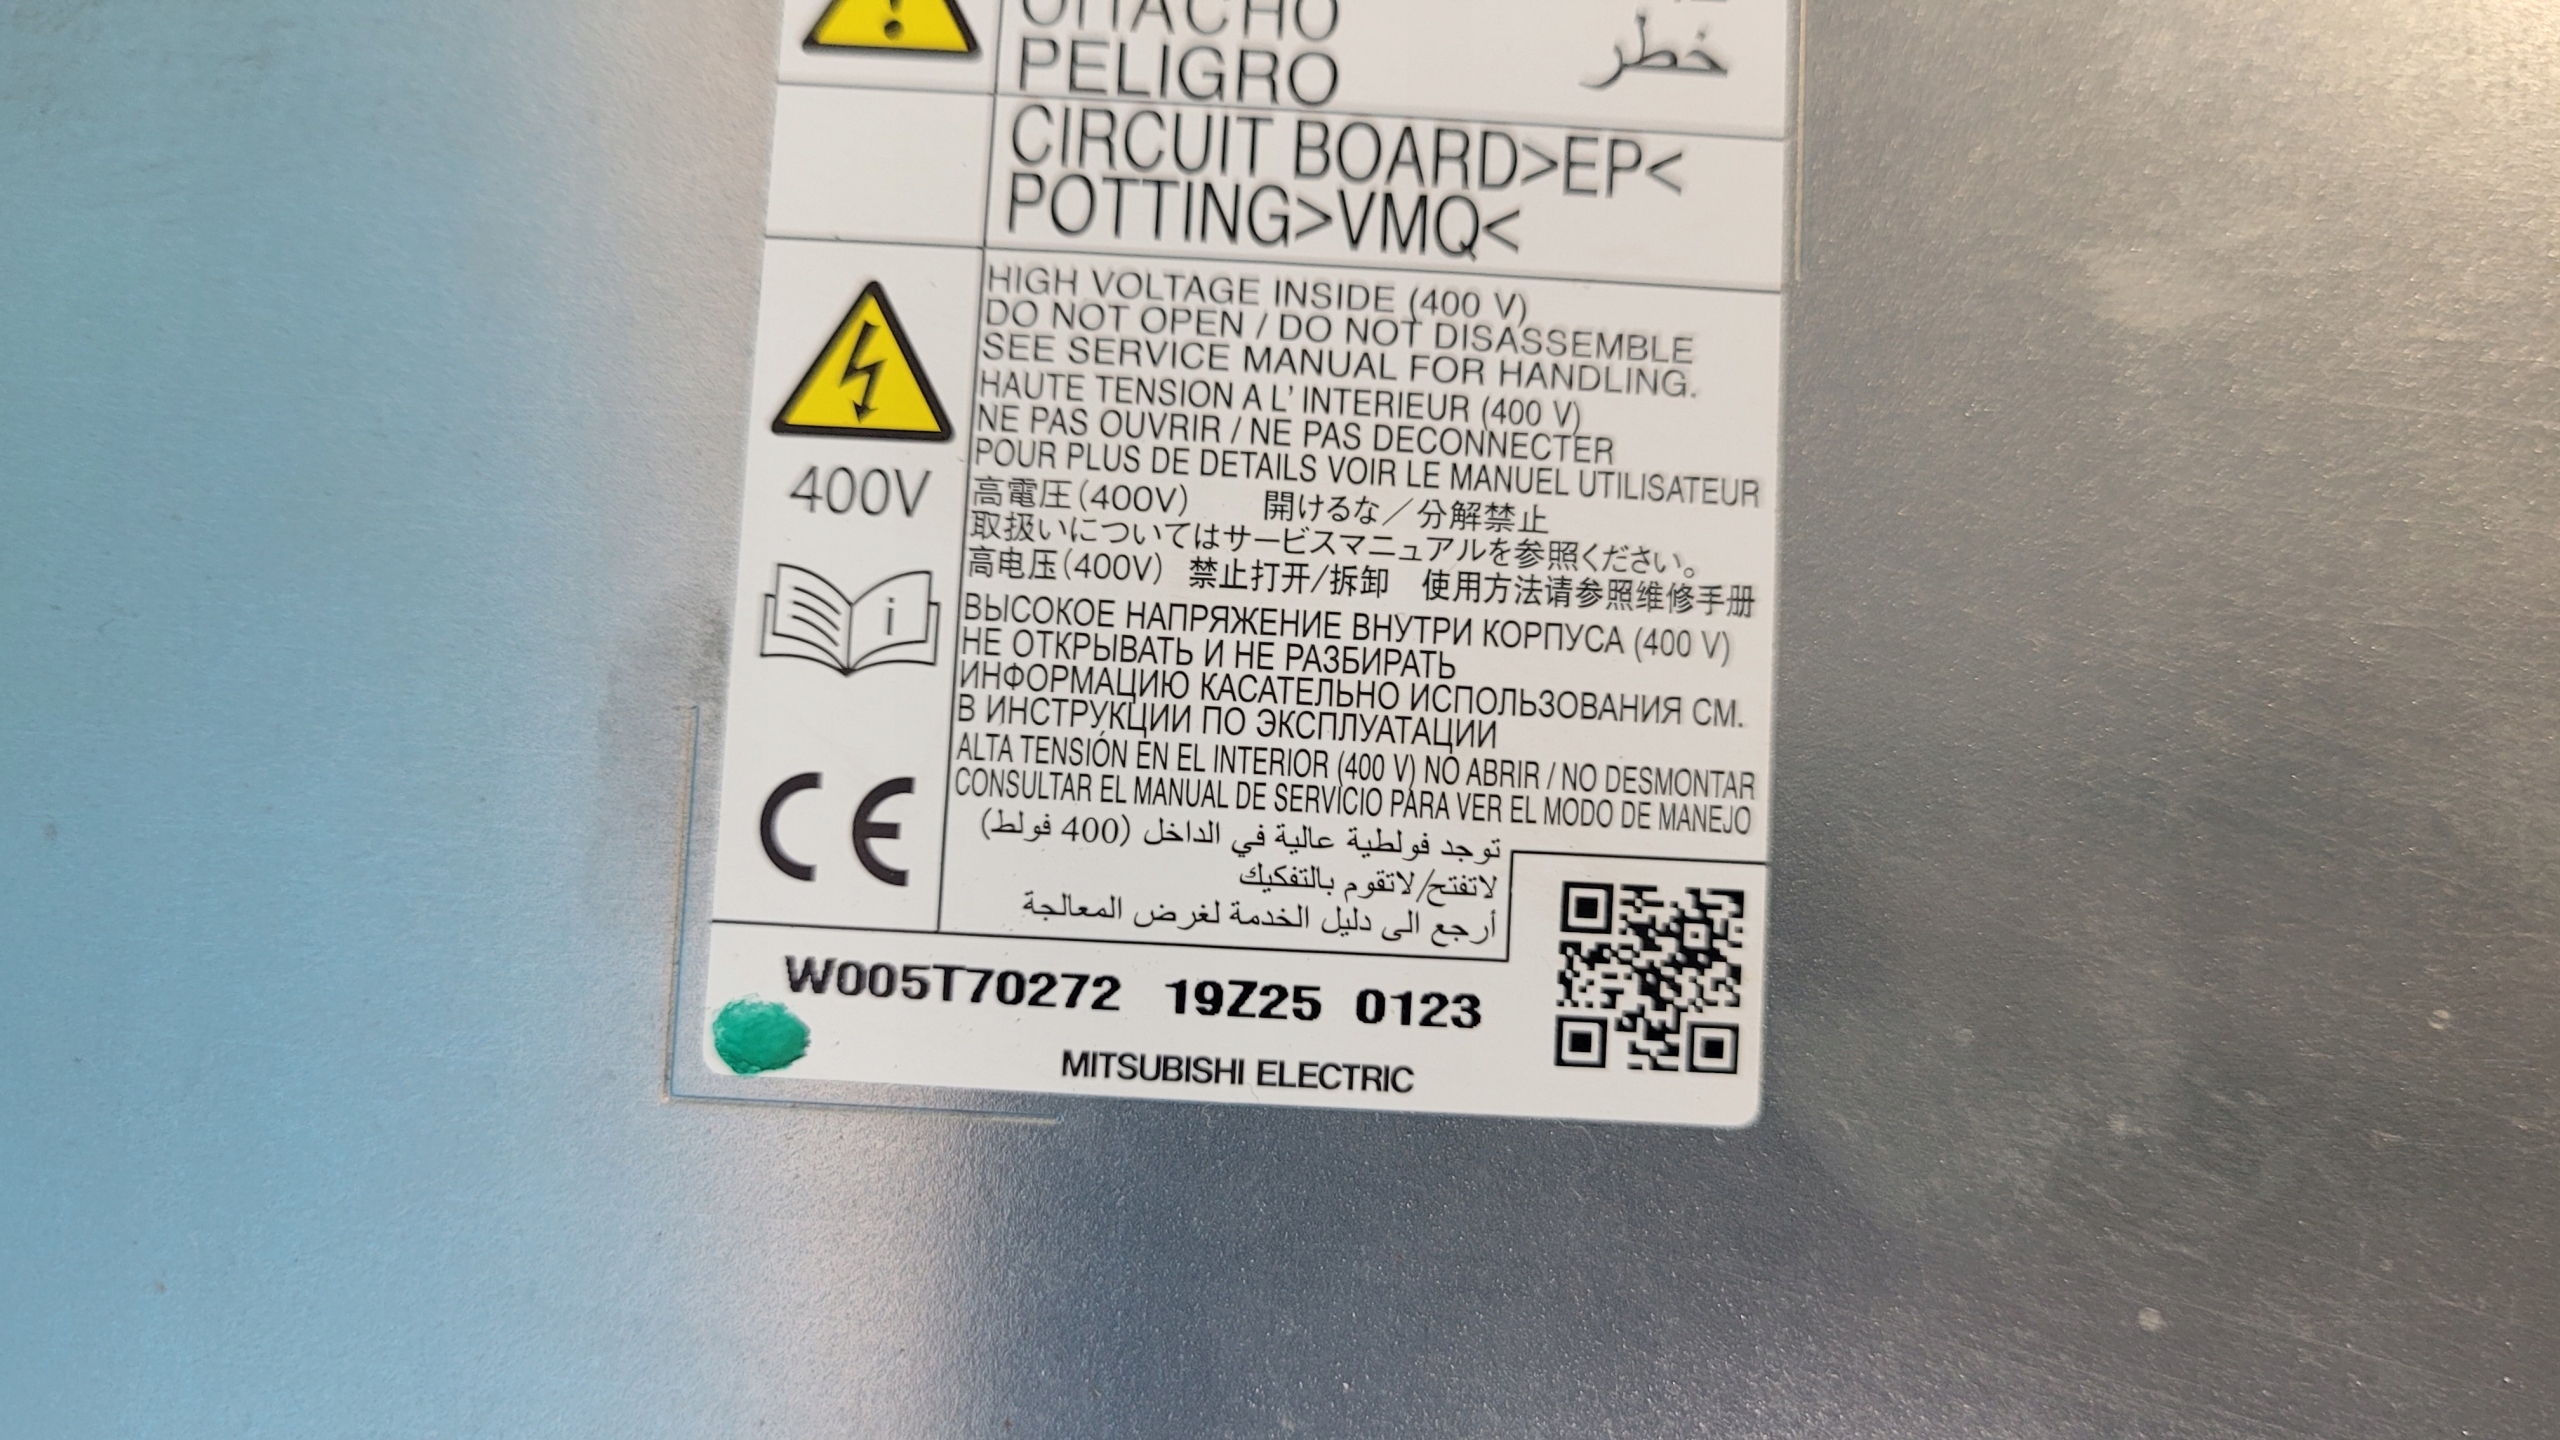 ОПАСНО
PELIGRO
خطر
CIRCUIT BOARD>EP<
POTTING>VMQ<
HIGH VOLTAGE INSIDE (400 V)
DO NOT OPEN / DO NOT DISASSEMBLE
SEE SERVICE MANUAL FOR HANDLING.
HAUTE TENSION A L' INTERIEUR (400 V)
NE PAS OUVRIR / NE PAS DECONNECTER
POUR PLUS DE DETAILS VOIR LE MANUEL UTILISATEUR
高電圧(400V) 開けるな／分解禁止
取扱いについてはサービスマニュアルを参照ください。
高电压(400V) 禁止打开/拆卸 使用方法请参照维修手册
ВЫСОКОЕ НАПРЯЖЕНИЕ ВНУТРИ КОРПУСА (400 V)
НЕ ОТКРЫВАТЬ И НЕ РАЗБИРАТЬ
ИНФОРМАЦИЮ КАСАТЕЛЬНО ИСПОЛЬЗОВАНИЯ СМ.
В ИНСТРУКЦИИ ПО ЭКСПЛУАТАЦИИ
ALTA TENSIÓN EN EL INTERIOR (400 V) NO ABRIR / NO DESMONTAR
CONSULTAR EL MANUAL DE SERVICIO PARA VER EL MODO DE MANEJO
توجد فولطية عالية في الداخل (400 فولط)
لاتفتح/لاتقوم بالتفكيك
أرجع الى دليل الخدمة لغرض المعالجة
400V
i
CE
W005T70272 19Z25 0123
MITSUBISHI ELECTRIC